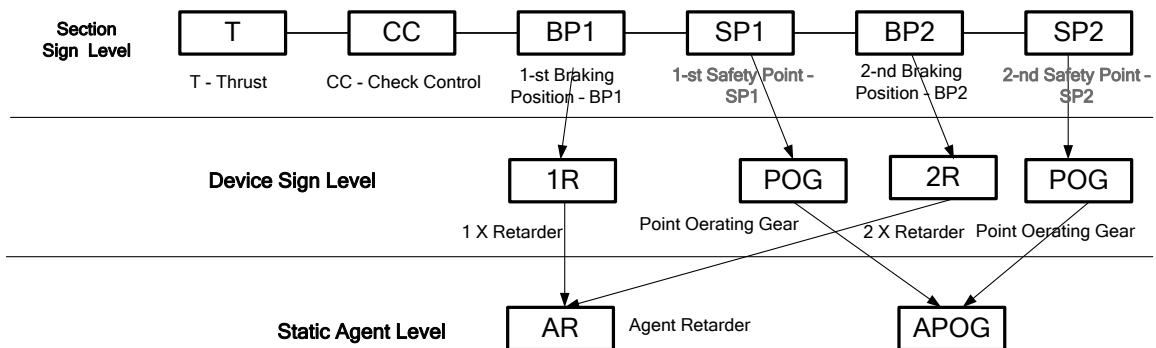 Section
Sign Level
T
CC
BP1
SP1
BP2
SP2
T - Thrust
CC - Check Control
1-st Braking
Position - BP1
1-st Safety Point -
SP1
2-nd Braking
Position - BP2
2-nd Safety Point -
SP2
Device Sign Level
1R
POG
2R
POG
1 X Retarder
Point Oerating Gear
2 X Retarder
Point Oerating Gear
Static Agent Level
AR
Agent Retarder
APOG